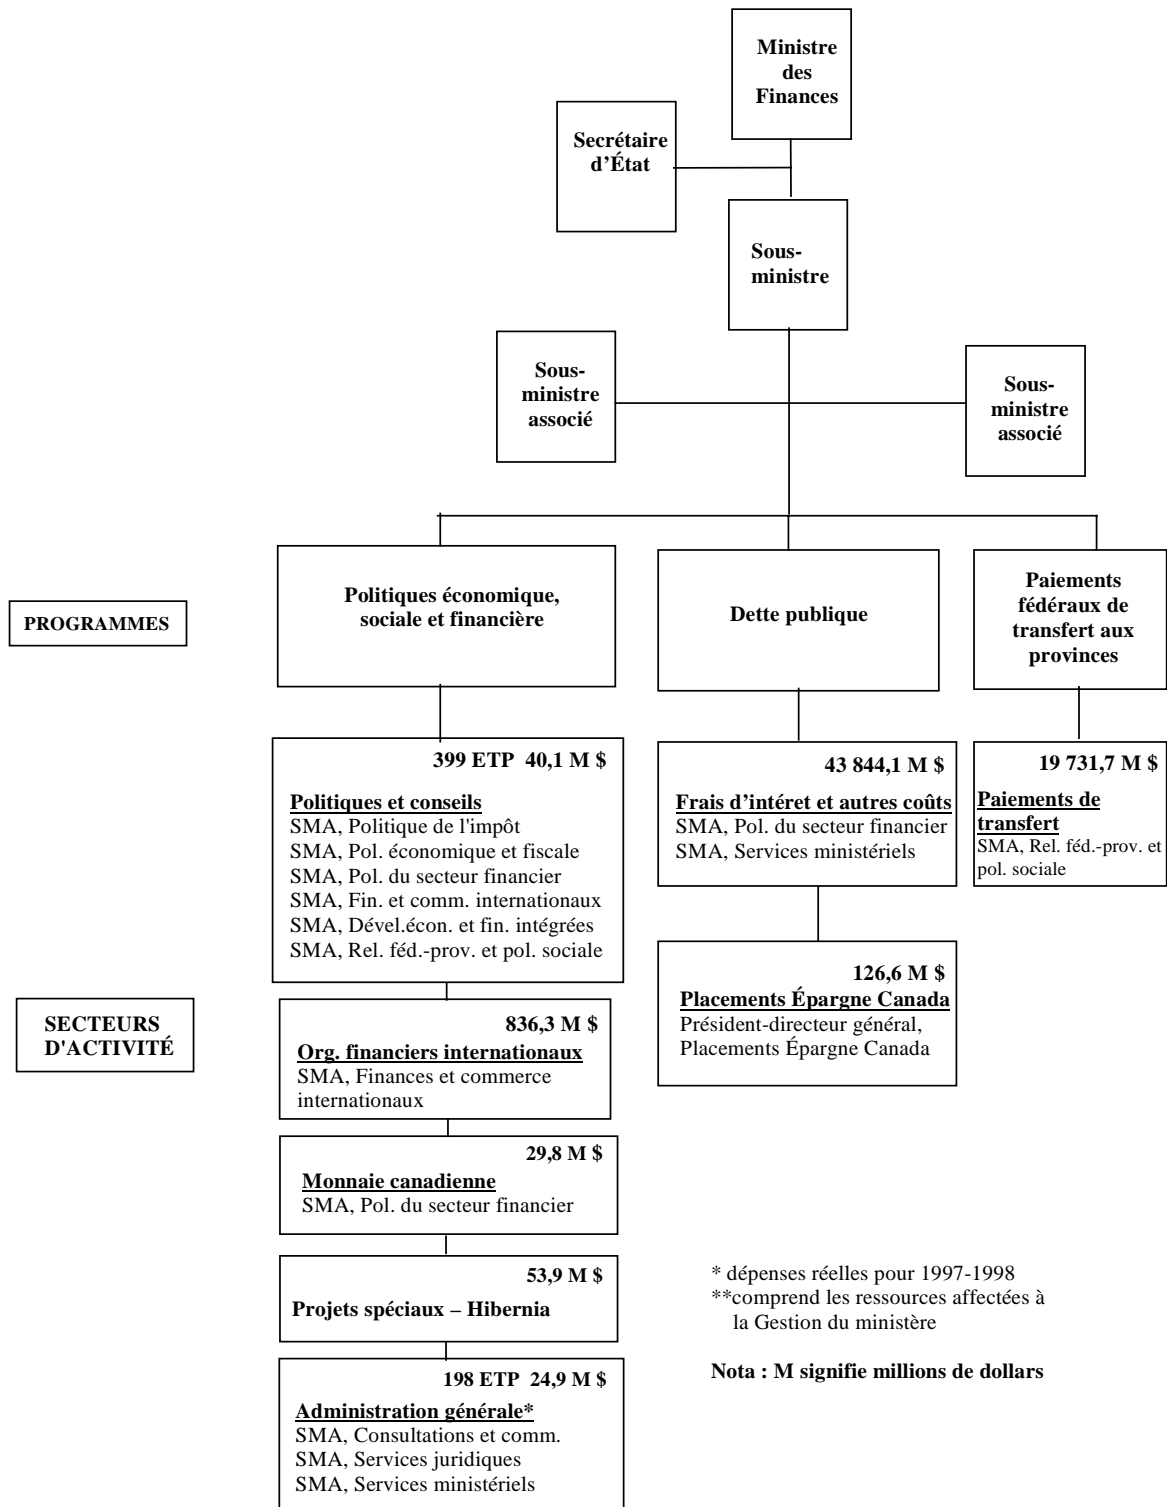 Ministre
des
Finances
Secrétaire
d'État
Sous-
ministre
Sous-
ministre
associé
Sous-
ministre
associé
PROGRAMMES
Politiques économique,
sociale et financière
Dette publique
Paiements
fédéraux de
transfert aux
provinces
399 ETP 40,1 M $
Politiques et conseils
SMA, Politique de l'impôt
SMA, Pol. économique et fiscale
SMA, Pol. du secteur financier
SMA, Fin. et comm. internationaux
SMA, Dével.écon. et fin. intégrées
SMA, Rel. féd.-prov. et pol. sociale
43 844,1 M $
Frais d'intéret et autres coûts
SMA, Pol. du secteur financier
SMA, Services ministériels
19 731,7 M $
Paiements de
transfert
SMA, Rel. féd.-prov. et
pol. sociale
126,6 M $
Placements Épargne Canada
Président-directeur général,
Placements Épargne Canada
SECTEURS
D'ACTIVITÉ
836,3 M $
Org. financiers internationaux
SMA, Finances et commerce
internationaux
29,8 M $
Monnaie canadienne
SMA, Pol. du secteur financier
53,9 M $
Projets spéciaux – Hibernia
198 ETP 24,9 M $
Administration générale*
SMA, Consultations et comm.
SMA, Services juridiques
SMA, Services ministériels
* dépenses réelles pour 1997-1998
**comprend les ressources affectées à
la Gestion du ministère
Nota : M signifie millions de dollars